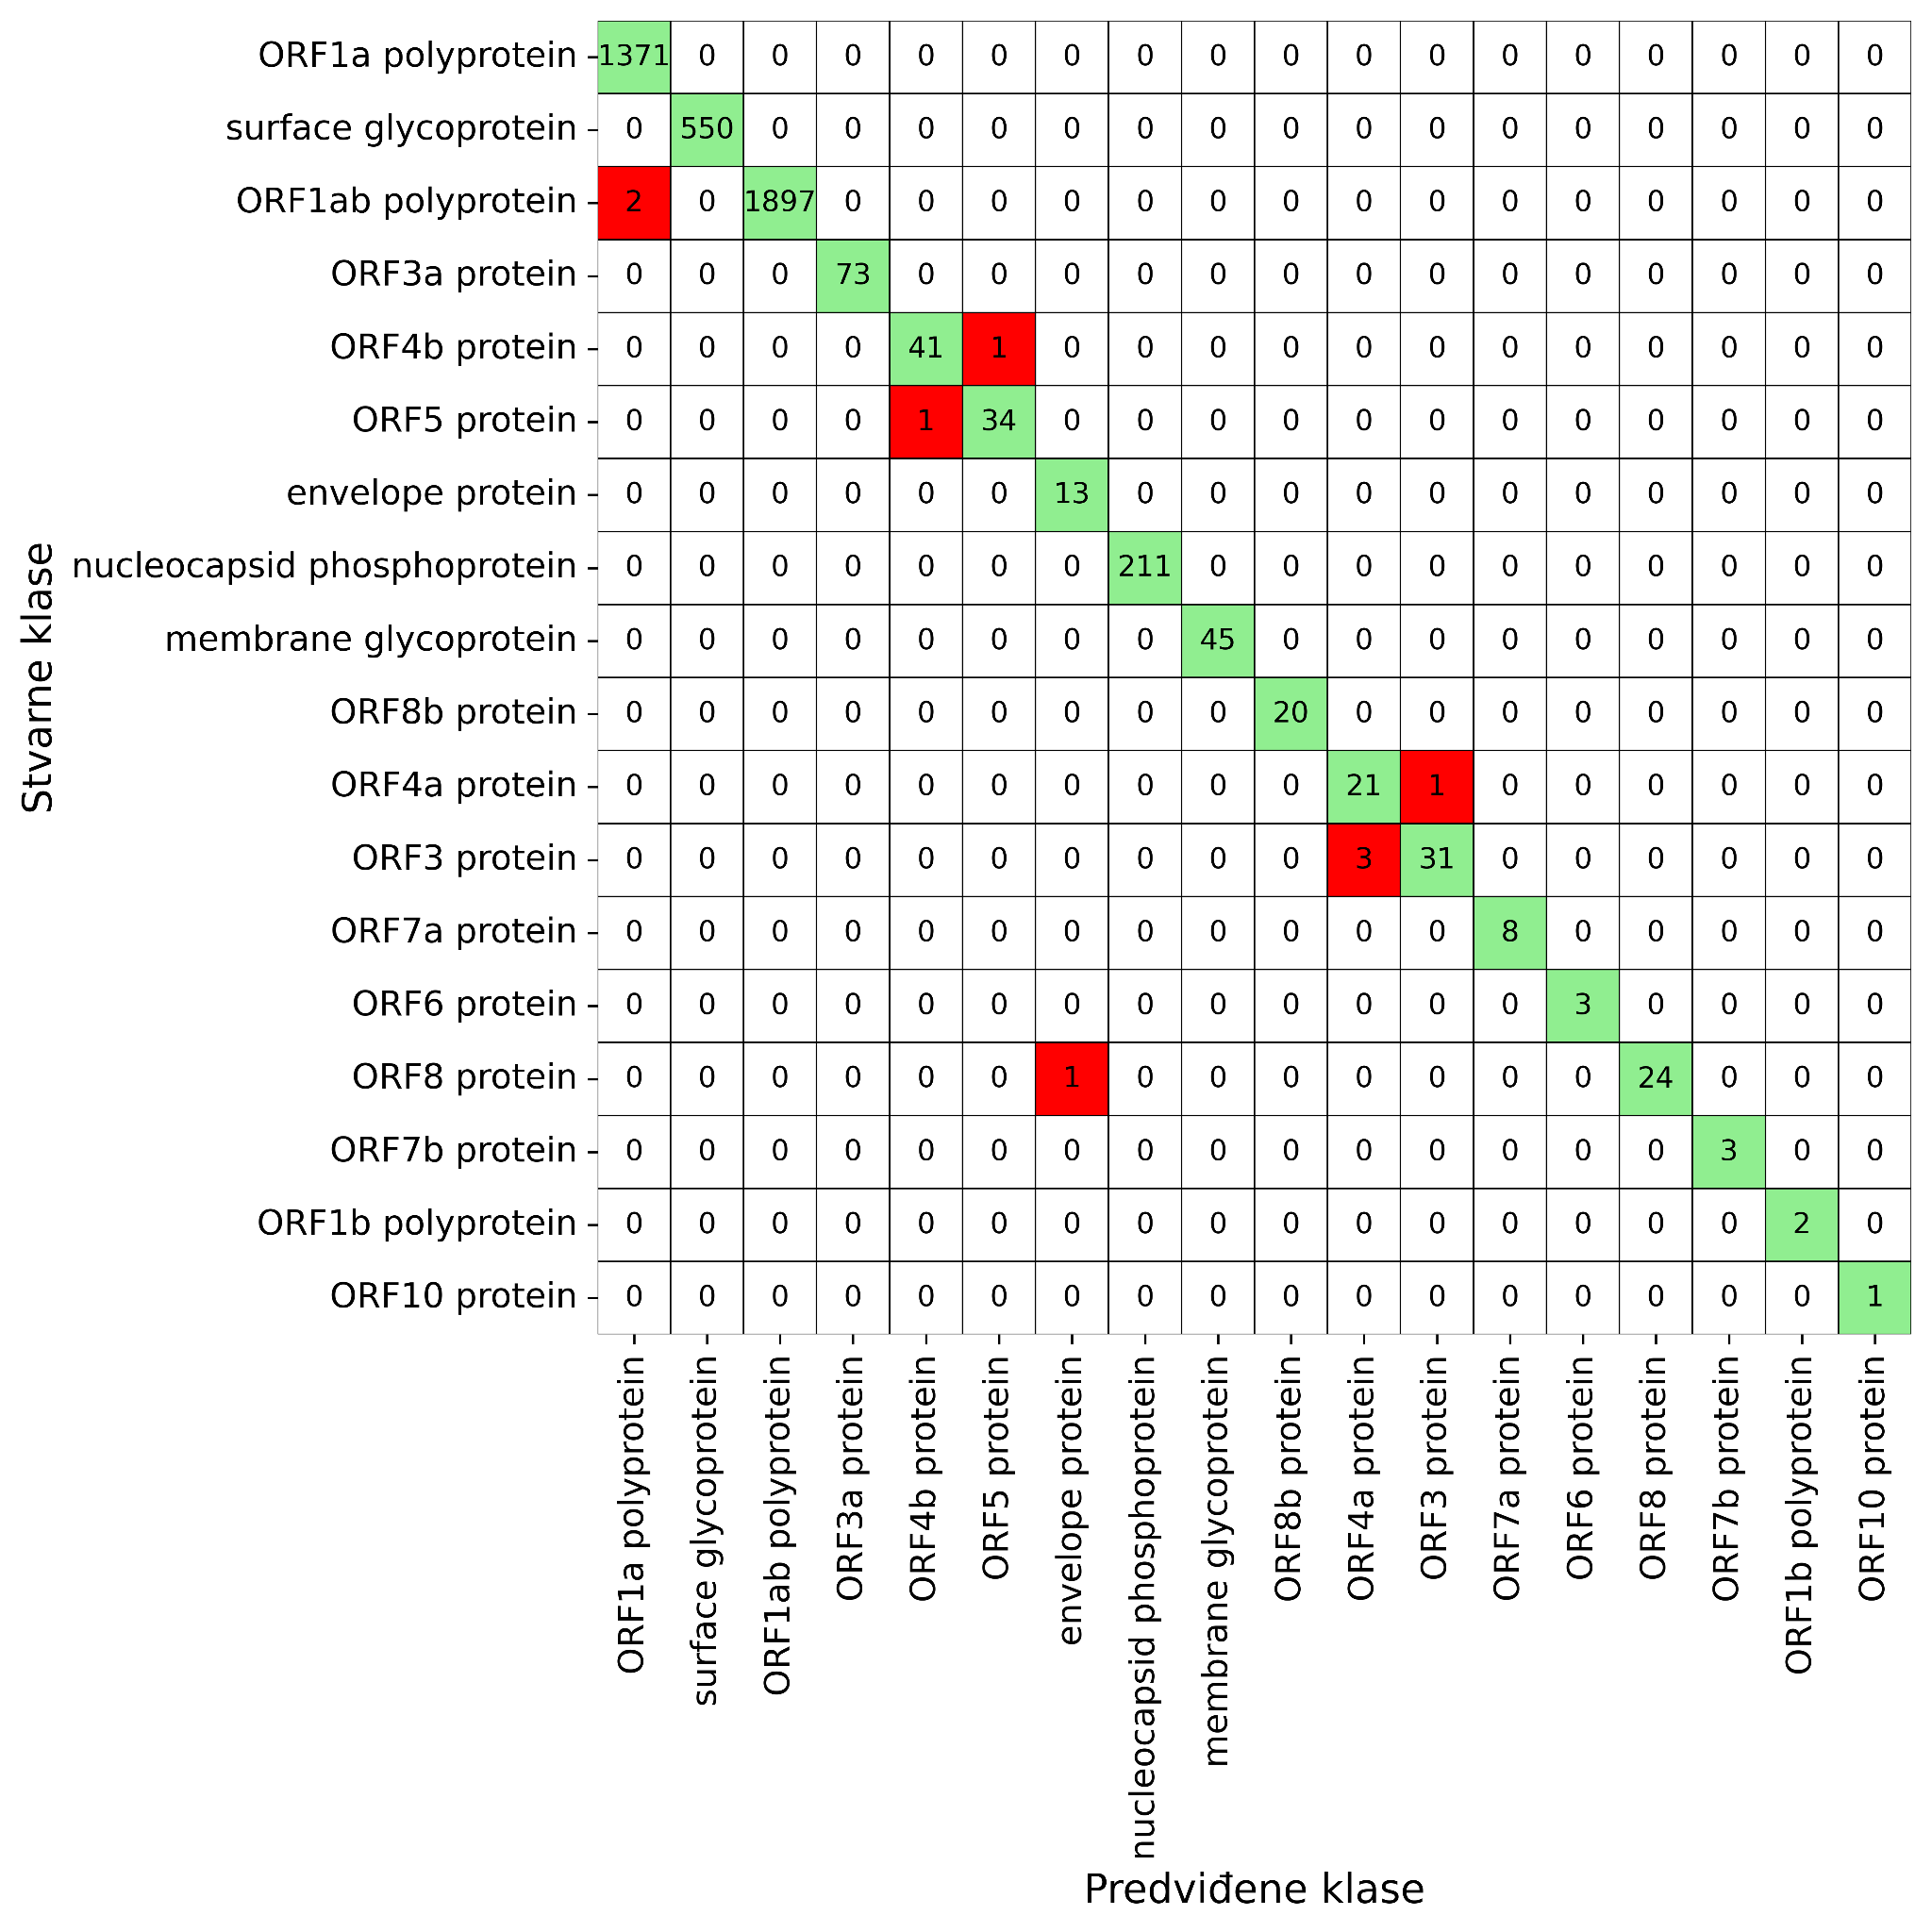 Stvarne klase
ORF1a polyprotein 1371 0 0 0 0 0 0 0 0 0 0 0 0 0 0 0 0 0
surface glycoprotein 0 550 0 0 0 0 0 0 0 0 0 0 0 0 0 0 0 0
ORF1ab polyprotein 2 0 1897 0 0 0 0 0 0 0 0 0 0 0 0 0 0 0
ORF3a protein 0 0 0 73 0 0 0 0 0 0 0 0 0 0 0 0 0 0
ORF4b protein 0 0 0 0 41 1 0 0 0 0 0 0 0 0 0 0 0 0
ORF5 protein 0 0 0 0 1 34 0 0 0 0 0 0 0 0 0 0 0 0
envelope protein 0 0 0 0 0 0 13 0 0 0 0 0 0 0 0 0 0 0
nucleocapsid phosphoprotein 0 0 0 0 0 0 0 211 0 0 0 0 0 0 0 0 0 0
membrane glycoprotein 0 0 0 0 0 0 0 0 45 0 0 0 0 0 0 0 0 0
ORF8b protein 0 0 0 0 0 0 0 0 0 20 0 0 0 0 0 0 0 0
ORF4a protein 0 0 0 0 0 0 0 0 0 0 21 1 0 0 0 0 0 0
ORF3 protein 0 0 0 0 0 0 0 0 0 0 3 31 0 0 0 0 0 0
ORF7a protein 0 0 0 0 0 0 0 0 0 0 0 0 8 0 0 0 0 0
ORF6 protein 0 0 0 0 0 0 0 0 0 0 0 0 0 3 0 0 0 0
ORF8 protein 0 0 0 0 0 0 1 0 0 0 0 0 0 0 24 0 0 0
ORF7b protein 0 0 0 0 0 0 0 0 0 0 0 0 0 0 0 3 0 0
ORF1b polyprotein 0 0 0 0 0 0 0 0 0 0 0 0 0 0 0 0 2 0
ORF10 protein 0 0 0 0 0 0 0 0 0 0 0 0 0 0 0 0 0 1
ORF1a polyprotein
surface glycoprotein
ORF1ab polyprotein
ORF3a protein
ORF4b protein
ORF5 protein
envelope protein
nucleocapsid phosphoprotein
membrane glycoprotein
ORF8b protein
ORF4a protein
ORF3 protein
ORF7a protein
ORF6 protein
ORF8 protein
ORF7b protein
ORF1b polyprotein
ORF10 protein
Predviđene klase